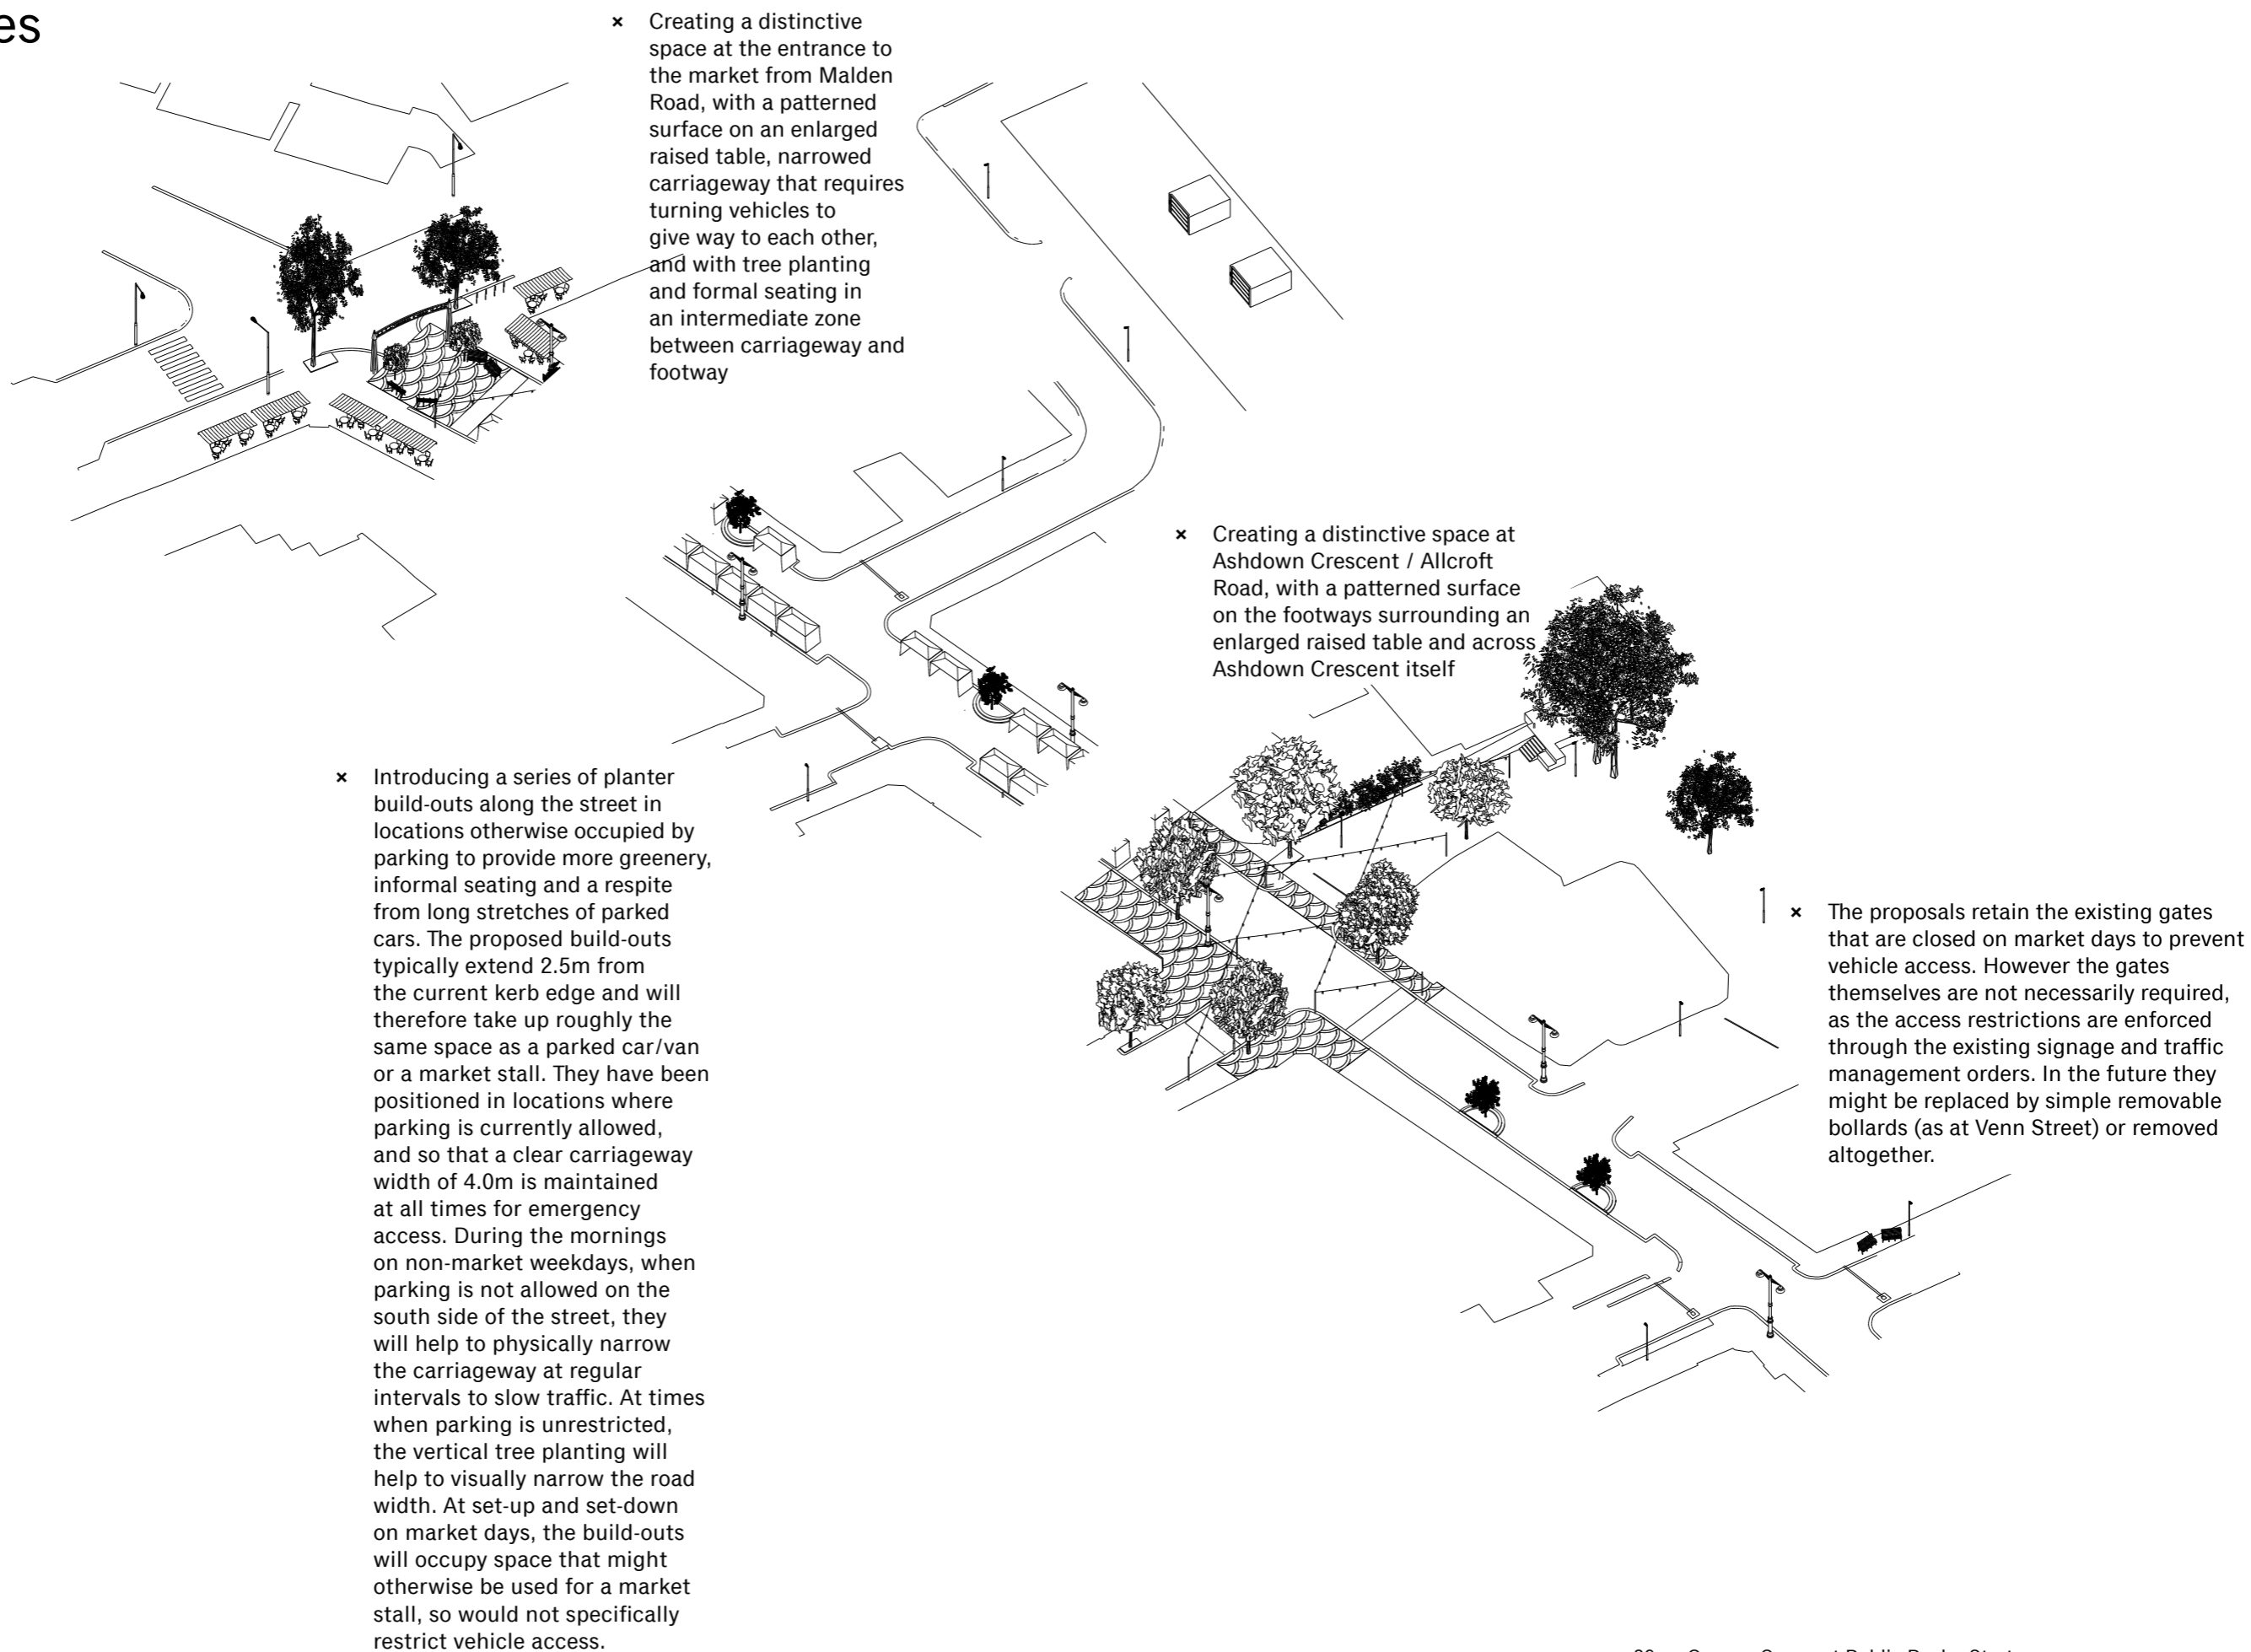 es
× Creating a distinctive
space at the entrance to
the market from Malden
Road, with a patterned
surface on an enlarged
raised table, narrowed
carriageway that requires
turning vehicles to
give way to each other,
and with tree planting
and formal seating in
an intermediate zone
between carriageway and
footway
× Creating a distinctive space at
Ashdown Crescent / Allcroft
Road, with a patterned surface
on the footways surrounding an
enlarged raised table and across
Ashdown Crescent itself
× Introducing a series of planter
build-outs along the street in
locations otherwise occupied by
parking to provide more greenery,
informal seating and a respite
from long stretches of parked
cars. The proposed build-outs
typically extend 2.5m from
the current kerb edge and will
therefore take up roughly the
same space as a parked car/van
or a market stall. They have been
positioned in locations where
parking is currently allowed,
and so that a clear carriageway
width of 4.0m is maintained
at all times for emergency
access. During the mornings
on non-market weekdays, when
parking is not allowed on the
south side of the street, they
will help to physically narrow
the carriageway at regular
intervals to slow traffic. At times
when parking is unrestricted,
the vertical tree planting will
help to visually narrow the road
width. At set-up and set-down
on market days, the build-outs
will occupy space that might
otherwise be used for a market
stall, so would not specifically
restrict vehicle access.
× The proposals retain the existing gates
that are closed on market days to prevent
vehicle access. However the gates
themselves are not necessarily required,
as the access restrictions are enforced
through the existing signage and traffic
management orders. In the future they
might be replaced by simple removable
bollards (as at Venn Street) or removed
altogether.